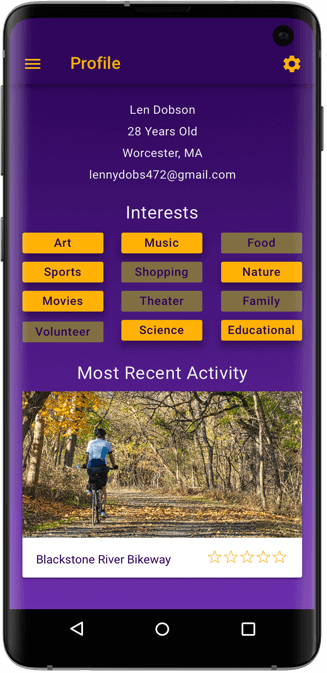 Profile
Len Dobson
28 Years Old
Worcester, MA
lennydobs472@gmail.com
Interests
Art Music Food
Sports Shopping Nature
Movies Theater Family
Volunteer Science Educational
Most Recent Activity
Blackstone River Bikeway